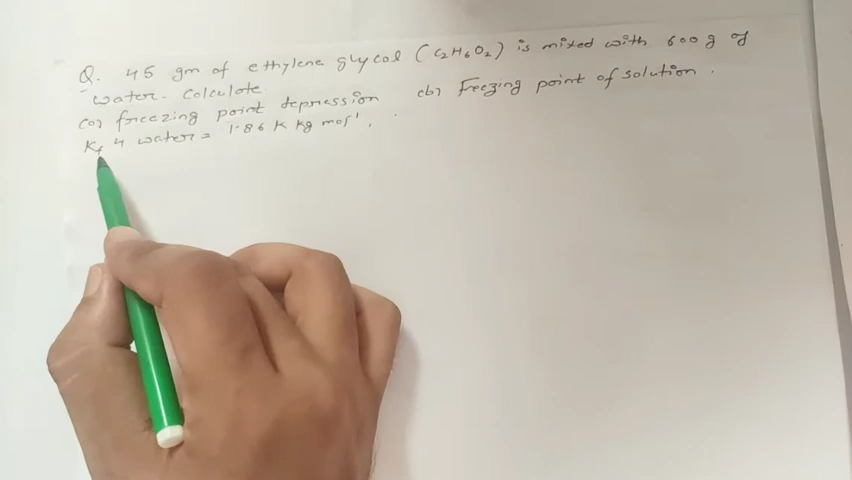 Q. 45 gm of ethylene glycol (C2H6O2) is mixed with 600 g of
water. Calculate
(a) freezing point depression (b) Freezing point of solution.
Kf 4 water = 1.86 K kg mol⁻¹.